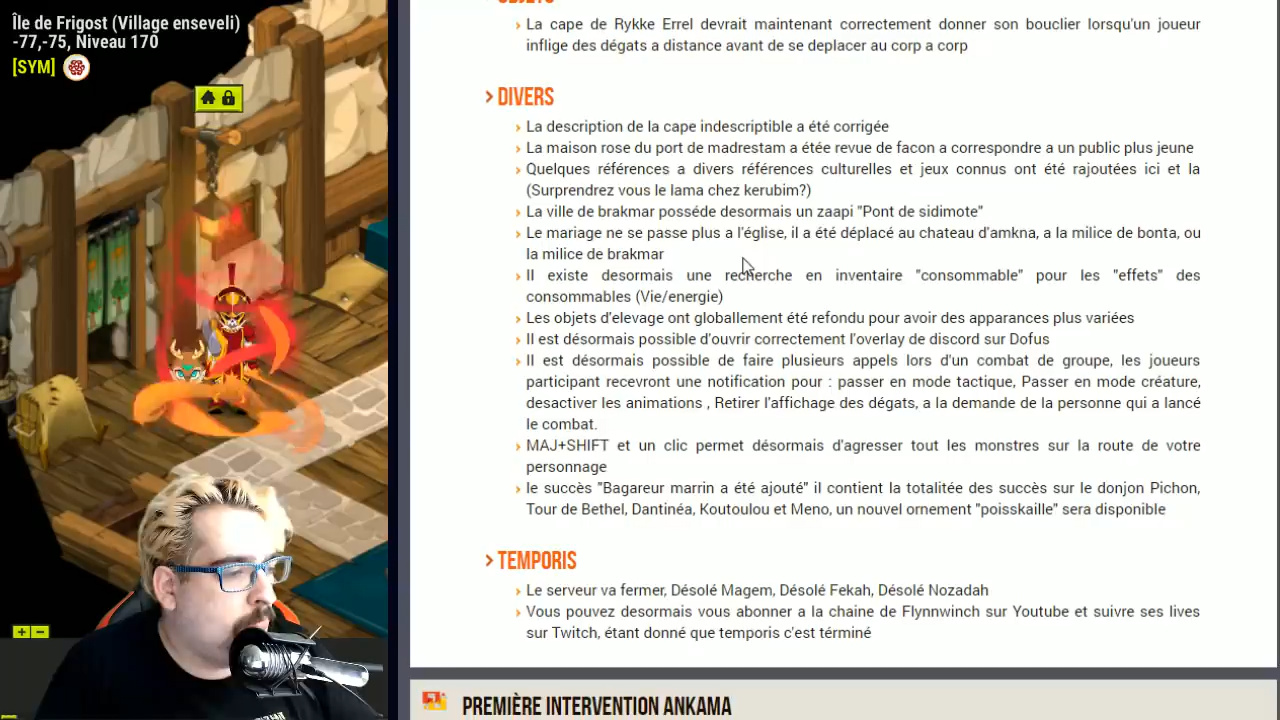 Île de Frigost (Village enseveli)
-77,-75, Niveau 170
[SYM]
La cape de Rykke Errel devrait maintenant correctement donner son bouclier lorsqu'un joueur
inflige des dégats a distance avant de se deplacer au corp a corp
DIVERS
La description de la cape indescriptible a été corrigée
La maison rose du port de madrestam a étée revue de facon a correspondre a un public plus jeune
Quelques références a divers références culturelles et jeux connus ont été rajoutées ici et la
(Surprendrez vous le lama chez kerubim?)
La ville de brakmar posséde desormais un zaapi "Pont de sidimote"
Le mariage ne se passe plus a l'église, il a été déplacé au chateau d'amkna, a la milice de bonta, ou
la milice de brakmar
Il existe desormais une recherche en inventaire "consommable" pour les "effets" des
consommables (Vie/energie)
Les objets d'elevage ont globallement été refondu pour avoir des apparances plus variées
Il est désormais possible d'ouvrir correctement l'overlay de discord sur Dofus
Il est désormais possible de faire plusieurs appels lors d'un combat de groupe, les joueurs
participant recevront une notification pour : passer en mode tactique, Passer en mode créature,
desactiver les animations , Retirer l'affichage des dégats, a la demande de la personne qui a lancé
le combat.
MAJ+SHIFT et un clic permet désormais d'agresser tout les monstres sur la route de votre
personnage
le succès "Bagareur marrin a été ajouté" il contient la totalitée des succès sur le donjon Pichon,
Tour de Bethel, Dantinéa, Koutoulou et Meno, un nouvel ornement "poisskaille" sera disponible
TEMPORIS
Le serveur va fermer, Désolé Magem, Désolé Fekah, Désolé Nozadah
Vous pouvez desormais vous abonner a la chaine de Flynnwinch sur Youtube et suivre ses lives
sur Twitch, étant donné que temporis c'est términé
PREMIÈRE INTERVENTION ANKAMA